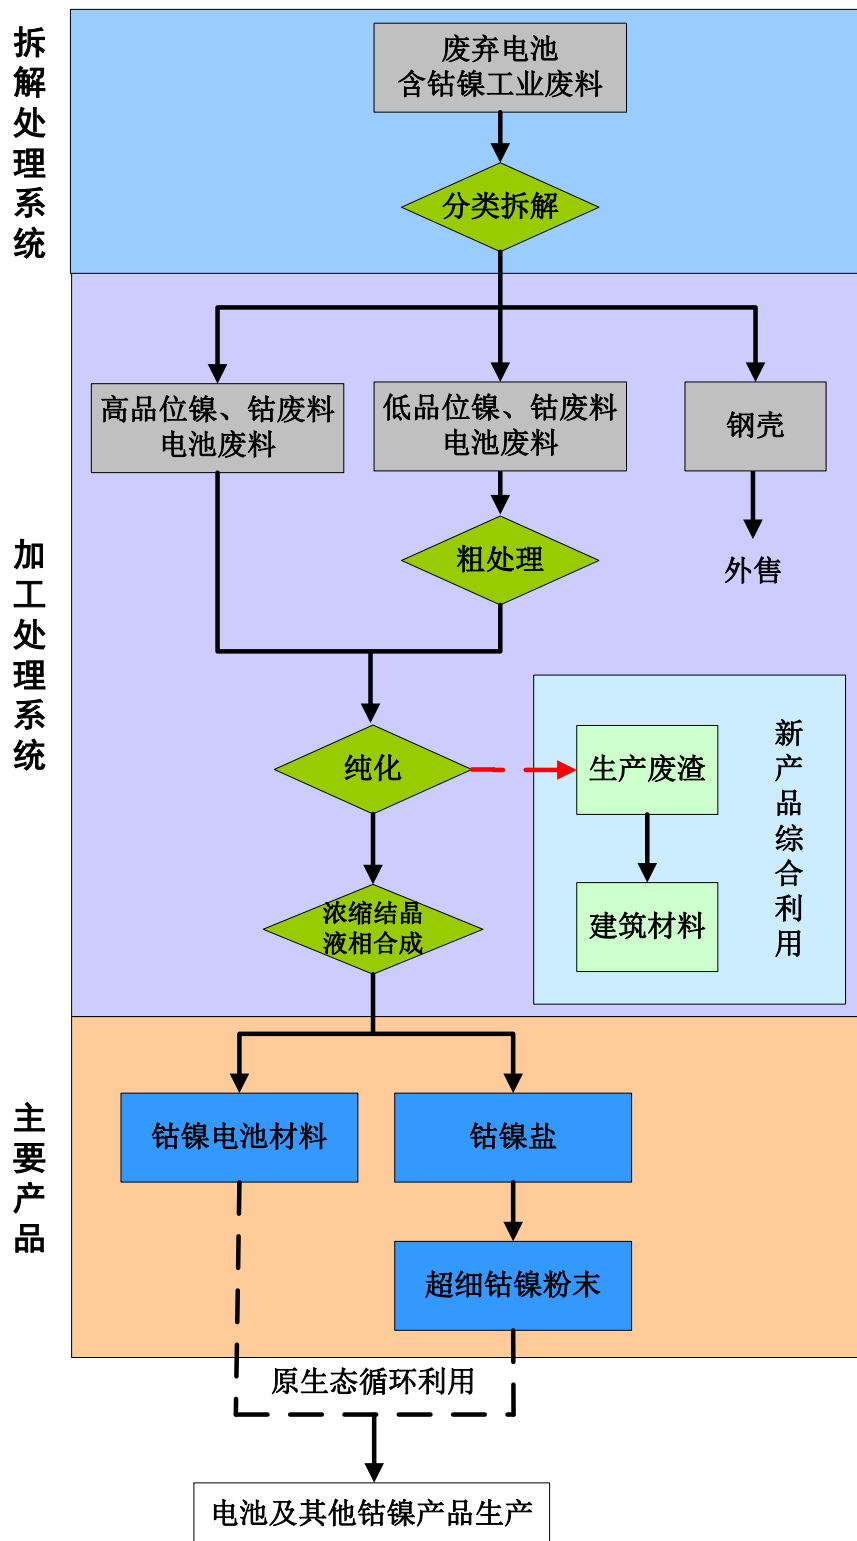 拆解处理系统
废弃电池
含钴镍工业废料
分类拆解
加工处理系统
高品位镍、钴废料
电池废料
低品位镍、钴废料
电池废料
钢壳
粗处理
外售
纯化
生产废渣
新产品综合利用
浓缩结晶
液相合成
建筑材料
主要产品
钴镍电池材料
钴镍盐
超细钴镍粉末
原生态循环利用
电池及其他钴镍产品生产